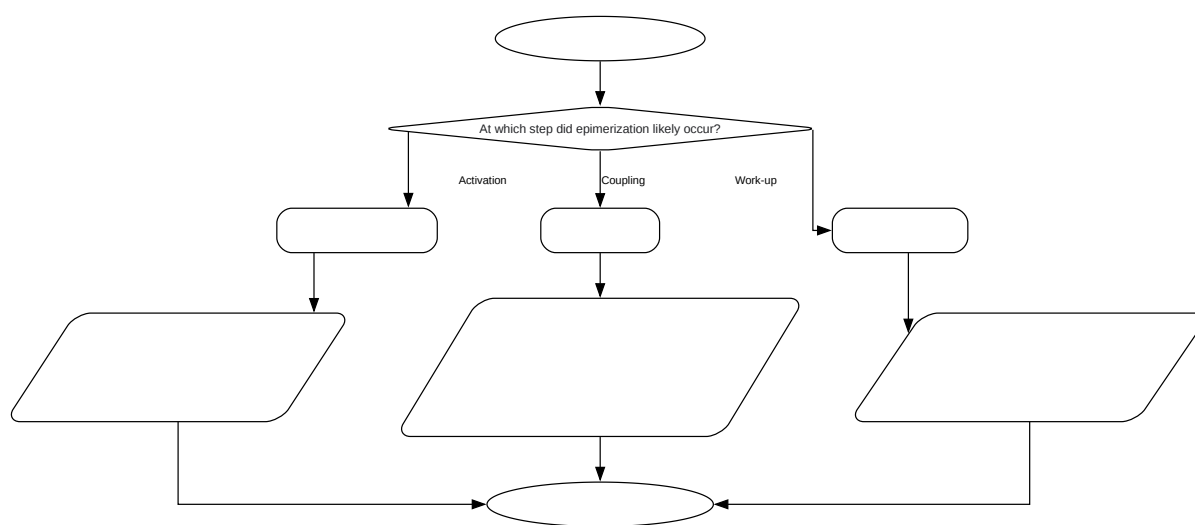 At which step did epimerization likely occur?
Activation
Coupling
Work-up